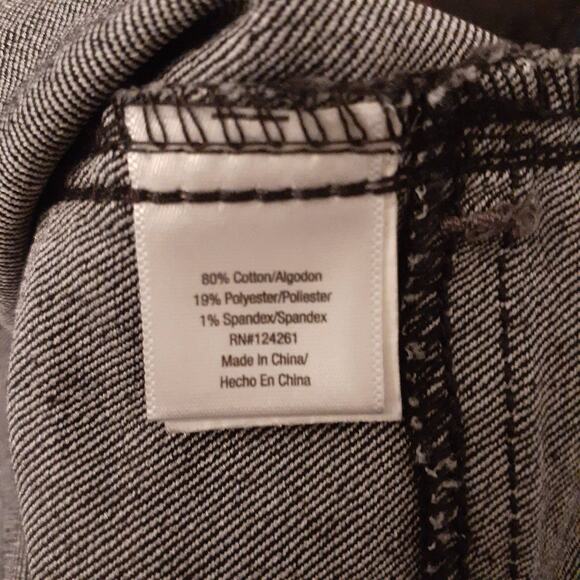 80% Cotton/Algodon
19% Polyester/Poliester
1% Spandex/Spandex
RN#124261
Made In China/
Hecho En China